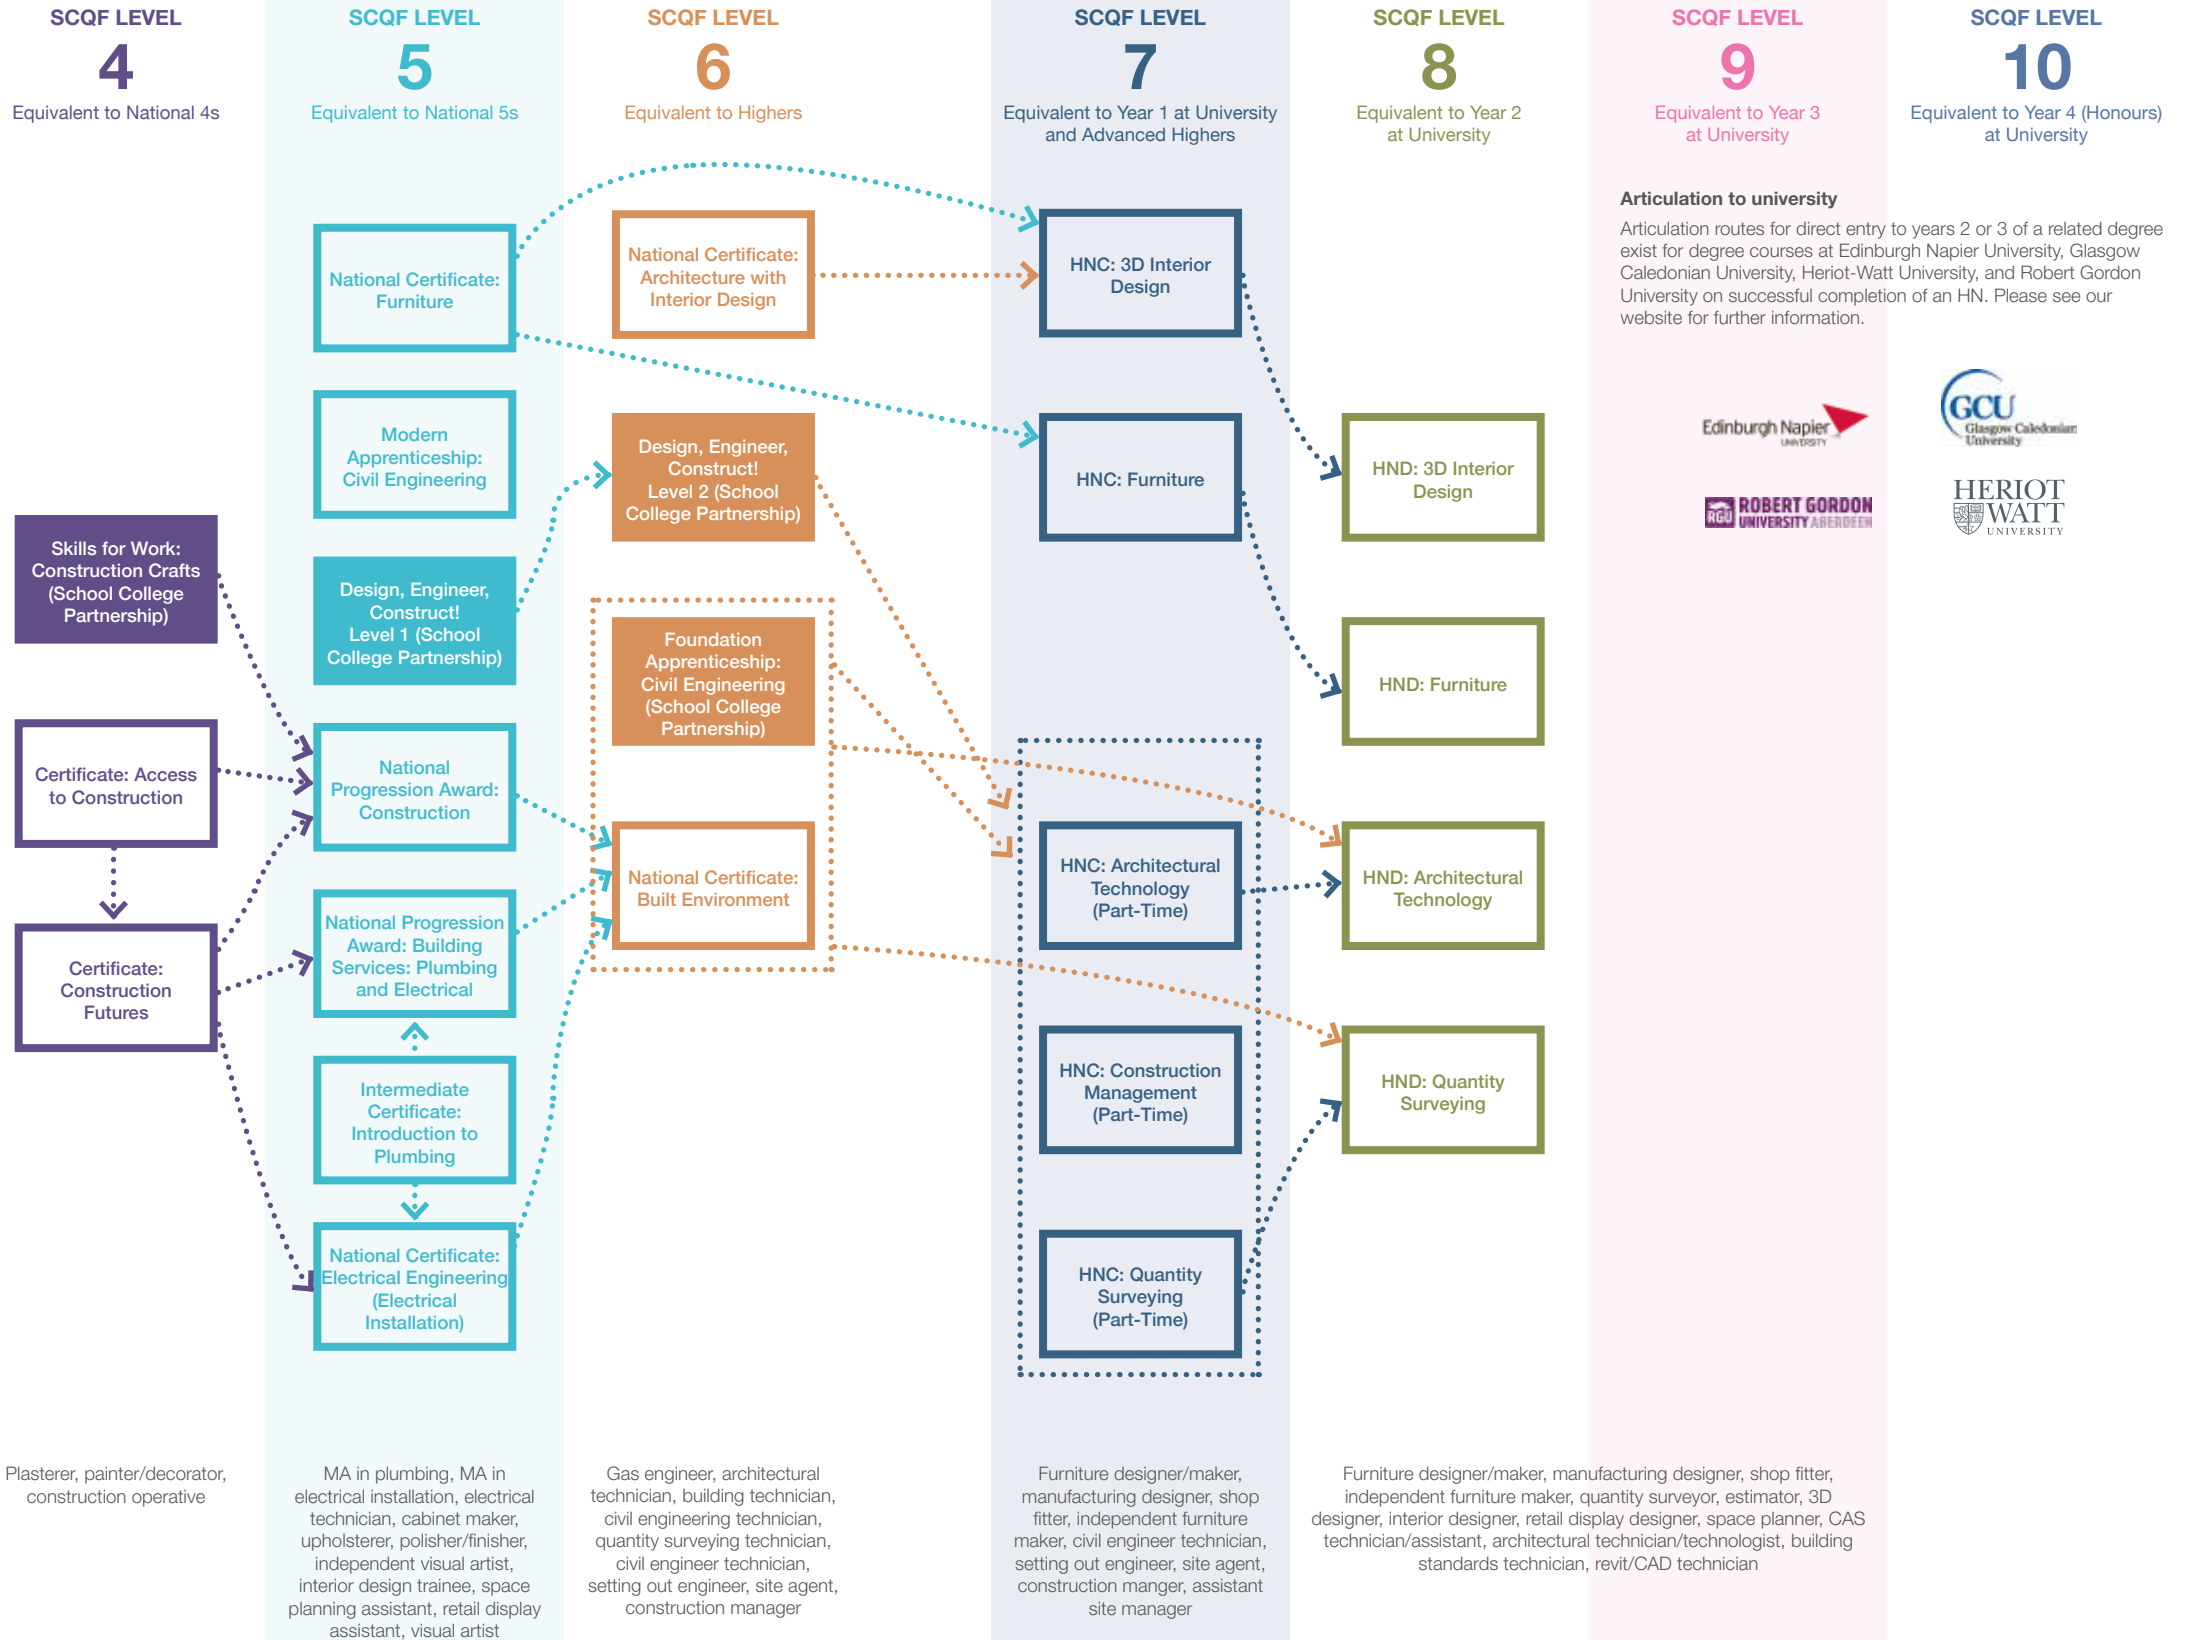 SCQF LEVEL
4
Equivalent to National 4s
SCQF LEVEL
5
Equivalent to National 5s
SCQF LEVEL
6
Equivalent to Highers
SCQF LEVEL
7
Equivalent to Year 1 at University
and Advanced Highers
SCQF LEVEL
8
Equivalent to Year 2
at University
SCQF LEVEL
9
Equivalent to Year 3
at University
SCQF LEVEL
10
Equivalent to Year 4 (Honours)
at University
Skills for Work:
Construction Crafts
(School College
Partnership)
Certificate: Access
to Construction
Certificate:
Construction
Futures
National Certificate:
Furniture
Modern
Apprenticeship:
Civil Engineering
Design, Engineer,
Construct!
Level 1 (School
College Partnership)
National
Progression Award:
Construction
National Progression
Award: Building
Services: Plumbing
and Electrical
Intermediate
Certificate:
Introduction to
Plumbing
National Certificate:
Electrical Engineering
(Electrical
Installation)
National Certificate:
Architecture with
Interior Design
Design, Engineer,
Construct!
Level 2 (School
College Partnership)
Foundation
Apprenticeship:
Civil Engineering
(School College
Partnership)
National Certificate:
Built Environment
HNC: 3D Interior
Design
HNC: Furniture
HNC: Architectural
Technology
(Part-Time)
HNC: Construction
Management
(Part-Time)
HNC: Quantity
Surveying
(Part-Time)
HND: 3D Interior
Design
HND: Furniture
HND: Architectural
Technology
HND: Quantity
Surveying
Articulation to university
Articulation routes for direct entry to years 2 or 3 of a related degree
exist for degree courses at Edinburgh Napier University, Glasgow
Caledonian University, Heriot-Watt University, and Robert Gordon
University on successful completion of an HN. Please see our
website for further information.
Edinburgh Napier
UNIVERSITY
GCU
Glasgow Caledonian
University
RGU
ROBERT GORDON
UNIVERSITY ABERDEEN
HERIOT
WATT
UNIVERSITY
Plasterer, painter/decorator,
construction operative
MA in plumbing, MA in
electrical installation, electrical
technician, cabinet maker,
upholsterer, polisher/finisher,
independent visual artist,
interior design trainee, space
planning assistant, retail display
assistant, visual artist
Gas engineer, architectural
technician, building technician,
civil engineering technician,
quantity surveying technician,
civil engineer technician,
setting out engineer, site agent,
construction manager
Furniture designer/maker,
manufacturing designer, shop
fitter, independent furniture
maker, civil engineer technician,
setting out engineer, site agent,
construction manger, assistant
site manager
Furniture designer/maker, manufacturing designer, shop fitter,
independent furniture maker, quantity surveyor, estimator, 3D
designer, interior designer, retail display designer, space planner, CAS
technician/assistant, architectural technician/technologist, building
standards technician, revit/CAD technician